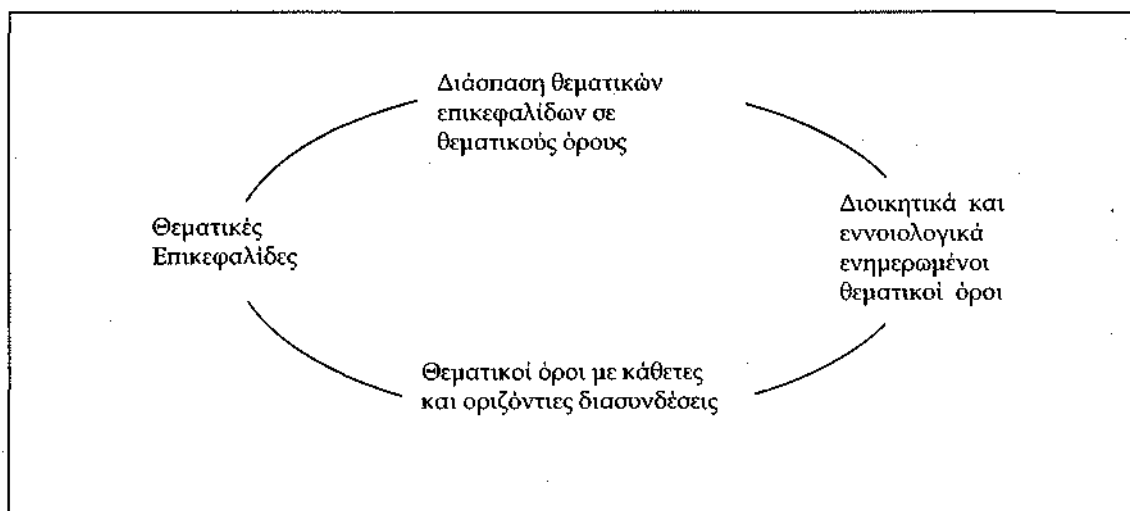 Διάσπαση θεματικών
επικεφαλίδων σε
θεματικούς όρους
Θεματικές
Επικεφαλίδες
Διοικητικά και
εννοιολογικά
ενημερωμένοι
θεματικοί όροι
Θεματικοί όροι με κάθετες
και οριζόντιες διασυνδέσεις